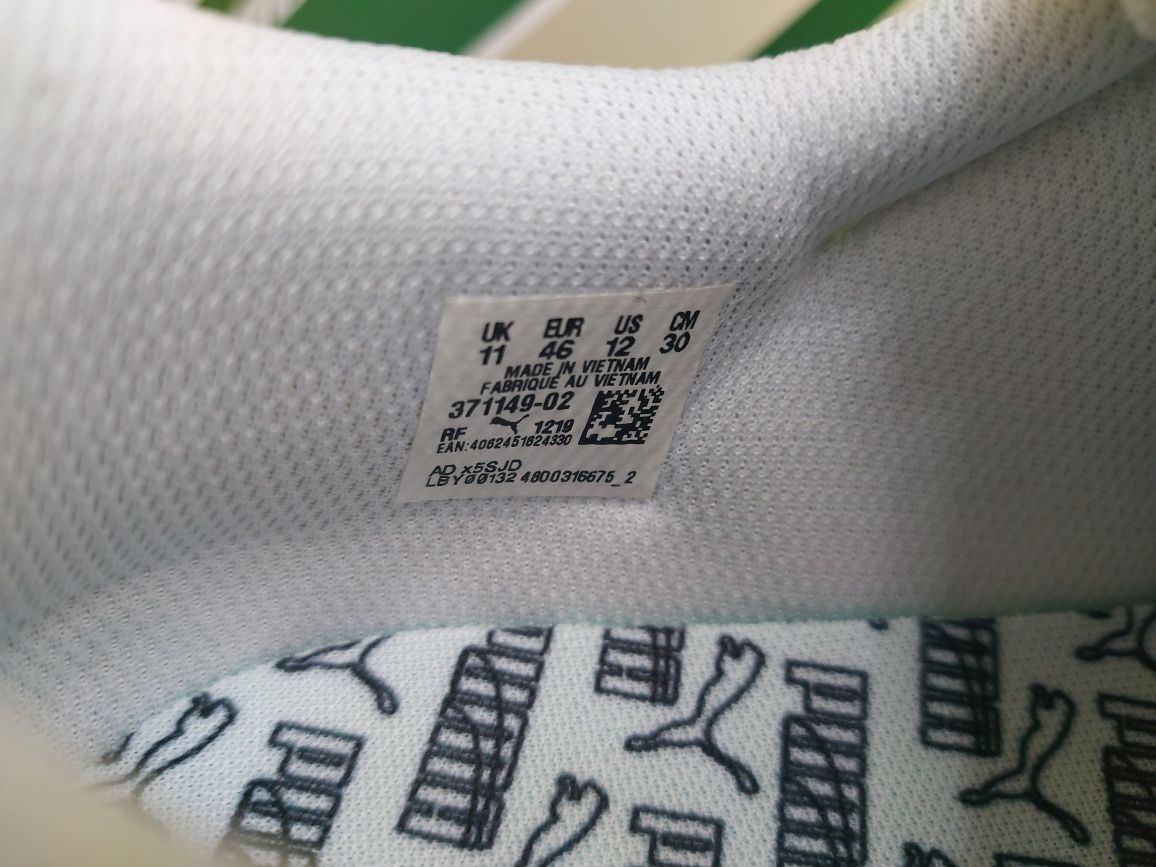 UK EUR US CM
11 46 12 30
MADE IN VIETNAM
FABRIQUÉ AU VIETNAM
371149-02
RF 1219
EAN:4062451624330
AD x5SJD
LBY00132 4800316675_2